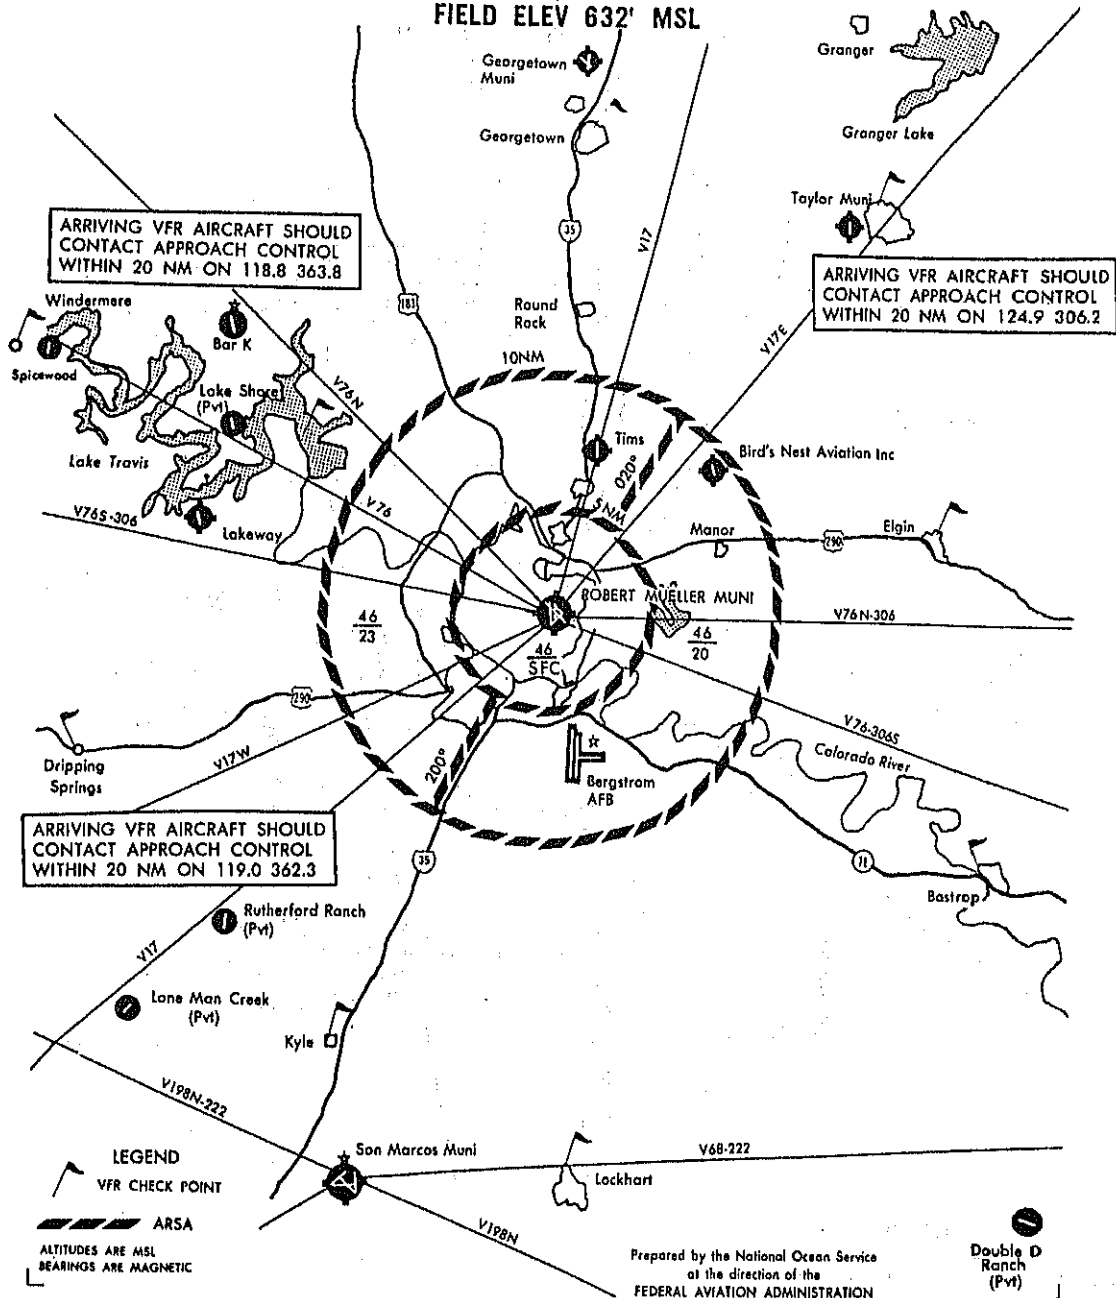 FIELD ELEV 632' MSL
Georgetown
Muni
Granger
Georgetown
Granger Lake
Taylor Muni
35
V17
ARRIVING VFR AIRCRAFT SHOULD
CONTACT APPROACH CONTROL
WITHIN 20 NM ON 118.8 363.8
ARRIVING VFR AIRCRAFT SHOULD
CONTACT APPROACH CONTROL
WITHIN 20 NM ON 124.9 306.2
Windermere
183
Round
Rock
Bar K
V17E
Spicewood
10NM
Lake Shore
(Pvt)
V76N
Lake Travis
Tims
020°
Bird's Nest Aviation Inc
V76S-306
V76
Lakeway
5NM
Manor
290
Elgin
ROBERT MUELLER MUNI
46
23
46
SFC
46
20
V76N-306
290
V76-306S
Dripping
Springs
V17W
200°
Bergstrom
AFB
Colorado River
ARRIVING VFR AIRCRAFT SHOULD
CONTACT APPROACH CONTROL
WITHIN 20 NM ON 119.0 362.3
35
71
Bastrop
Rutherford Ranch
(Pvt)
V17
Lone Man Creek
(Pvt)
Kyle
V198N-222
San Marcos Muni
V68-222
Lockhart
V198N
LEGEND
VFR CHECK POINT
ARSA
ALTITUDES ARE MSL
BEARINGS ARE MAGNETIC
Prepared by the National Ocean Service
at the direction of the
FEDERAL AVIATION ADMINISTRATION
Double D
Ranch
(Pvt)